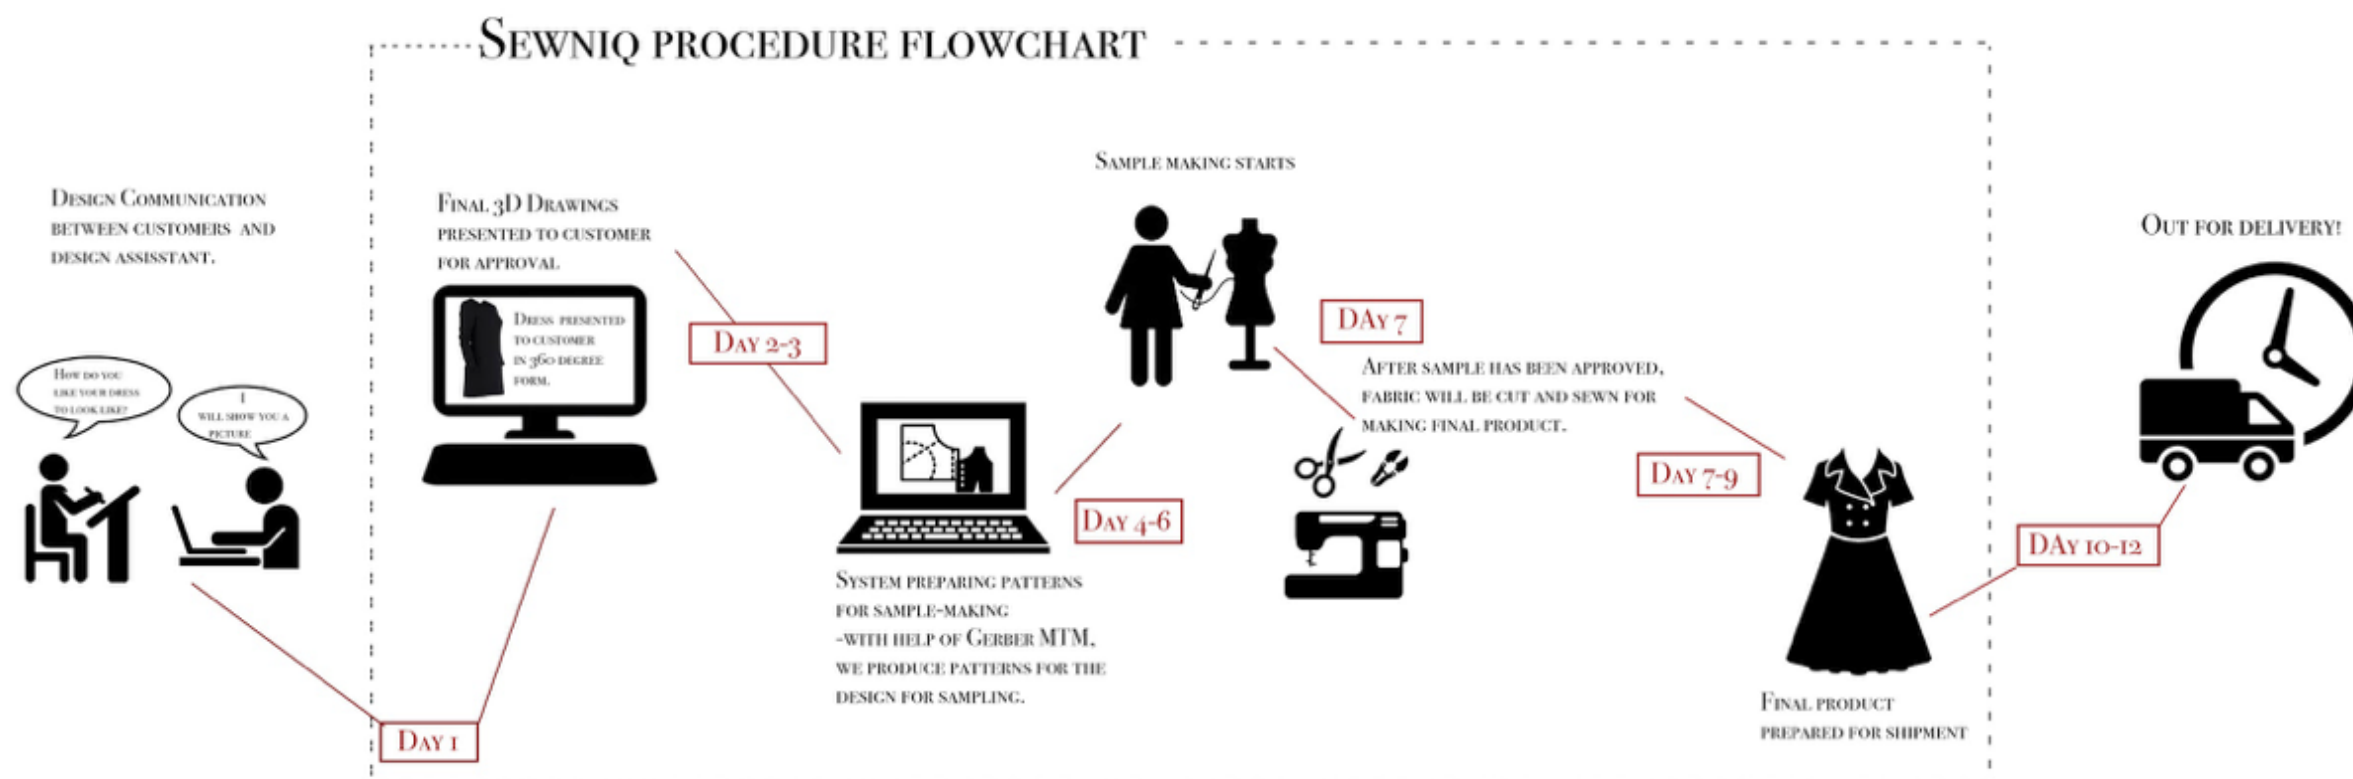 Sewniq procedure flowchart
Design Communication
between customers and
design assisstant.
How do you
like your dress
to look like?
I
will show you a
picture
Day 1
Final 3D Drawings
presented to customer
for approval
Dress presented
to customer
in 360 degree
form.
Day 2-3
System preparing patterns
for sample-making
-with help of Gerber MTM,
we produce patterns for the
design for sampling.
Day 4-6
Sample making starts
DAy 7
After sample has been approved,
fabric will be cut and sewn for
making final product.
Day 7-9
Final product
prepared for shipment
DAy 10-12
Out for delivery!